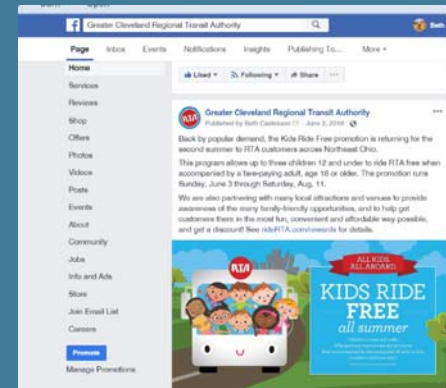 Greater Cleveland Regional Transit Authority
Beth
Page Inbox Events Notifications Insights Publishing To... More
Home
Services
Reviews
Shop
Offers
Photos
Videos
Posts
Events
About
Community
Jobs
Info and Ads
Store
Join Email List
Careers
Promote
Manage Promotions
Liked Following Share ...
RTA
Greater Cleveland Regional Transit Authority
Published by Beth · June 2, 2018
Back by popular demand, the Kids Ride Free promotion is returning for the
second summer to RTA customers across Northeast Ohio.
This program allows up to three children 12 and under to ride RTA free when
accompanied by a fare-paying adult, age 18 or older. The promotion runs
Sunday, June 3 through Saturday, Aug. 11.
We are also partnering with many local attractions and venues to provide
awareness of the many family-friendly opportunities, and to help get
customers there in the most fun, convenient and affordable way possible,
and get a discount! See rideRTA.com/rewards for details.
RTA
ALL KIDS
ALL ABOARD
KIDS RIDE
FREE
all summer